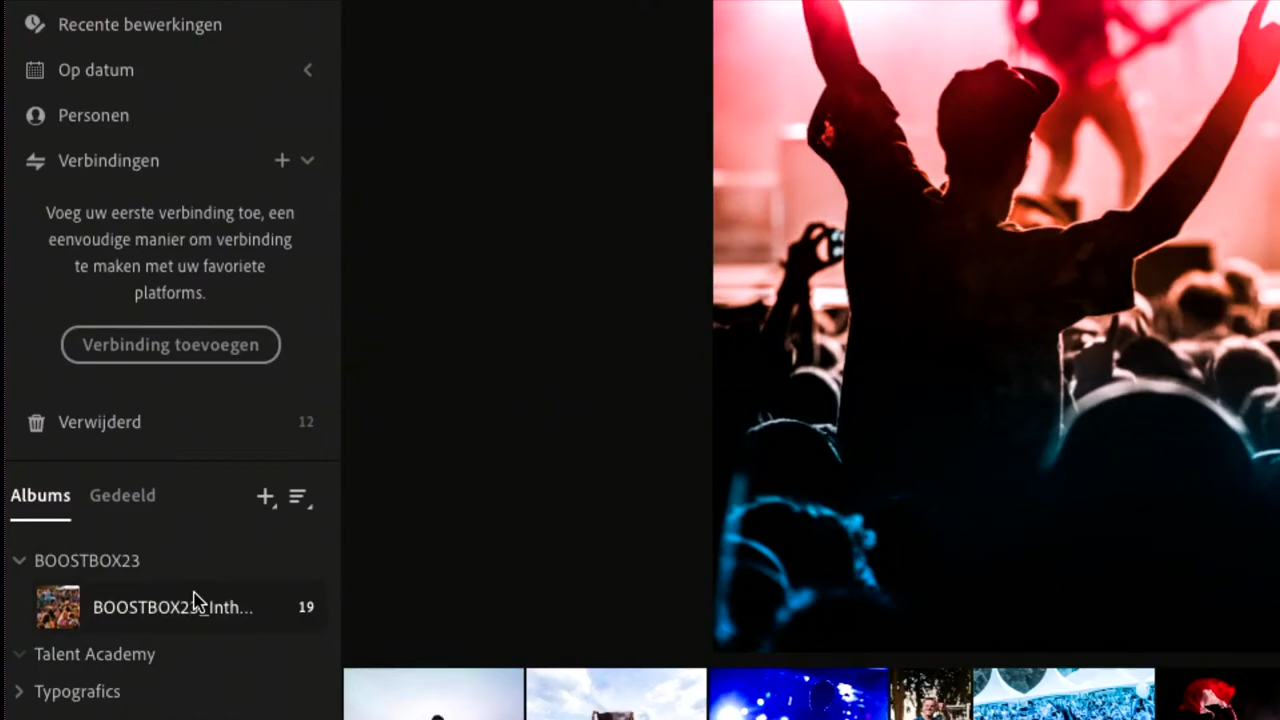 Recente bewerkingen
Op datum
Personen
Verbindingen
Voeg uw eerste verbinding toe, een
eenvoudige manier om verbinding
te maken met uw favoriete
platforms.
Verbinding toevoegen
Verwijderd 12
Albums Gedeeld
BOOSTBOX23
BOOSTBOX23_Inth... 19
Talent Academy
Typografics